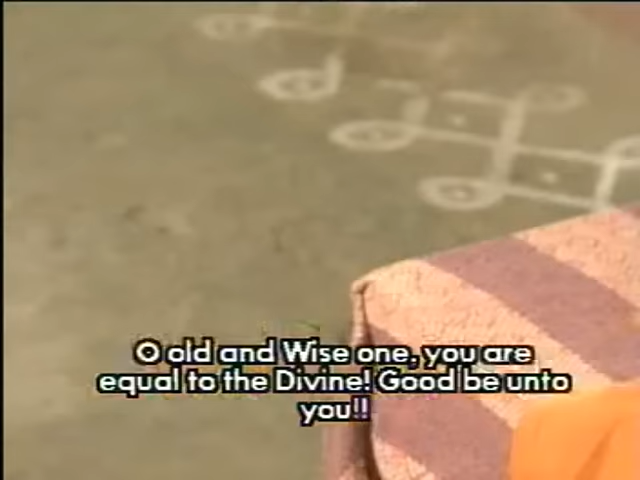 O old and Wise one, you are
equal to the Divine! Good be unto
you!!